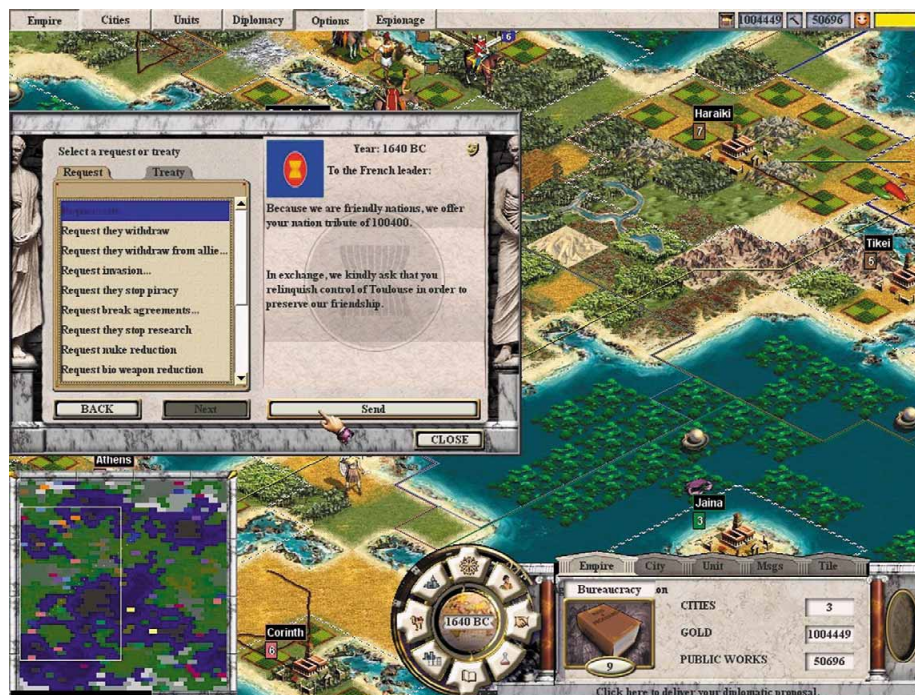 Empire Cities Units Diplomacy Options Espionage 1004449 50696
6
Haraiki
7
Tikei
5
Select a request or treaty
Request Treaty
Request they withdraw
Request they withdraw from allie...
Request invasion...
Request they stop piracy
Request break agreements...
Request they stop research
Request nuke reduction
Request bio weapon reduction
Year: 1640 BC
To the French leader:
Because we are friendly nations, we offer
your nation tribute of 100400.
In exchange, we kindly ask that you
relinquish control of Toulouse in order to
preserve our friendship.
BACK Next Send
CLOSE
Athens
Jaina
3
Corinth
6
1640 BC
Empire City Unit Msgs Tile
Bureaucracy on
9
CITIES 3
GOLD 1004449
PUBLIC WORKS 50696
Click here to deliver your diplomatic proposal.